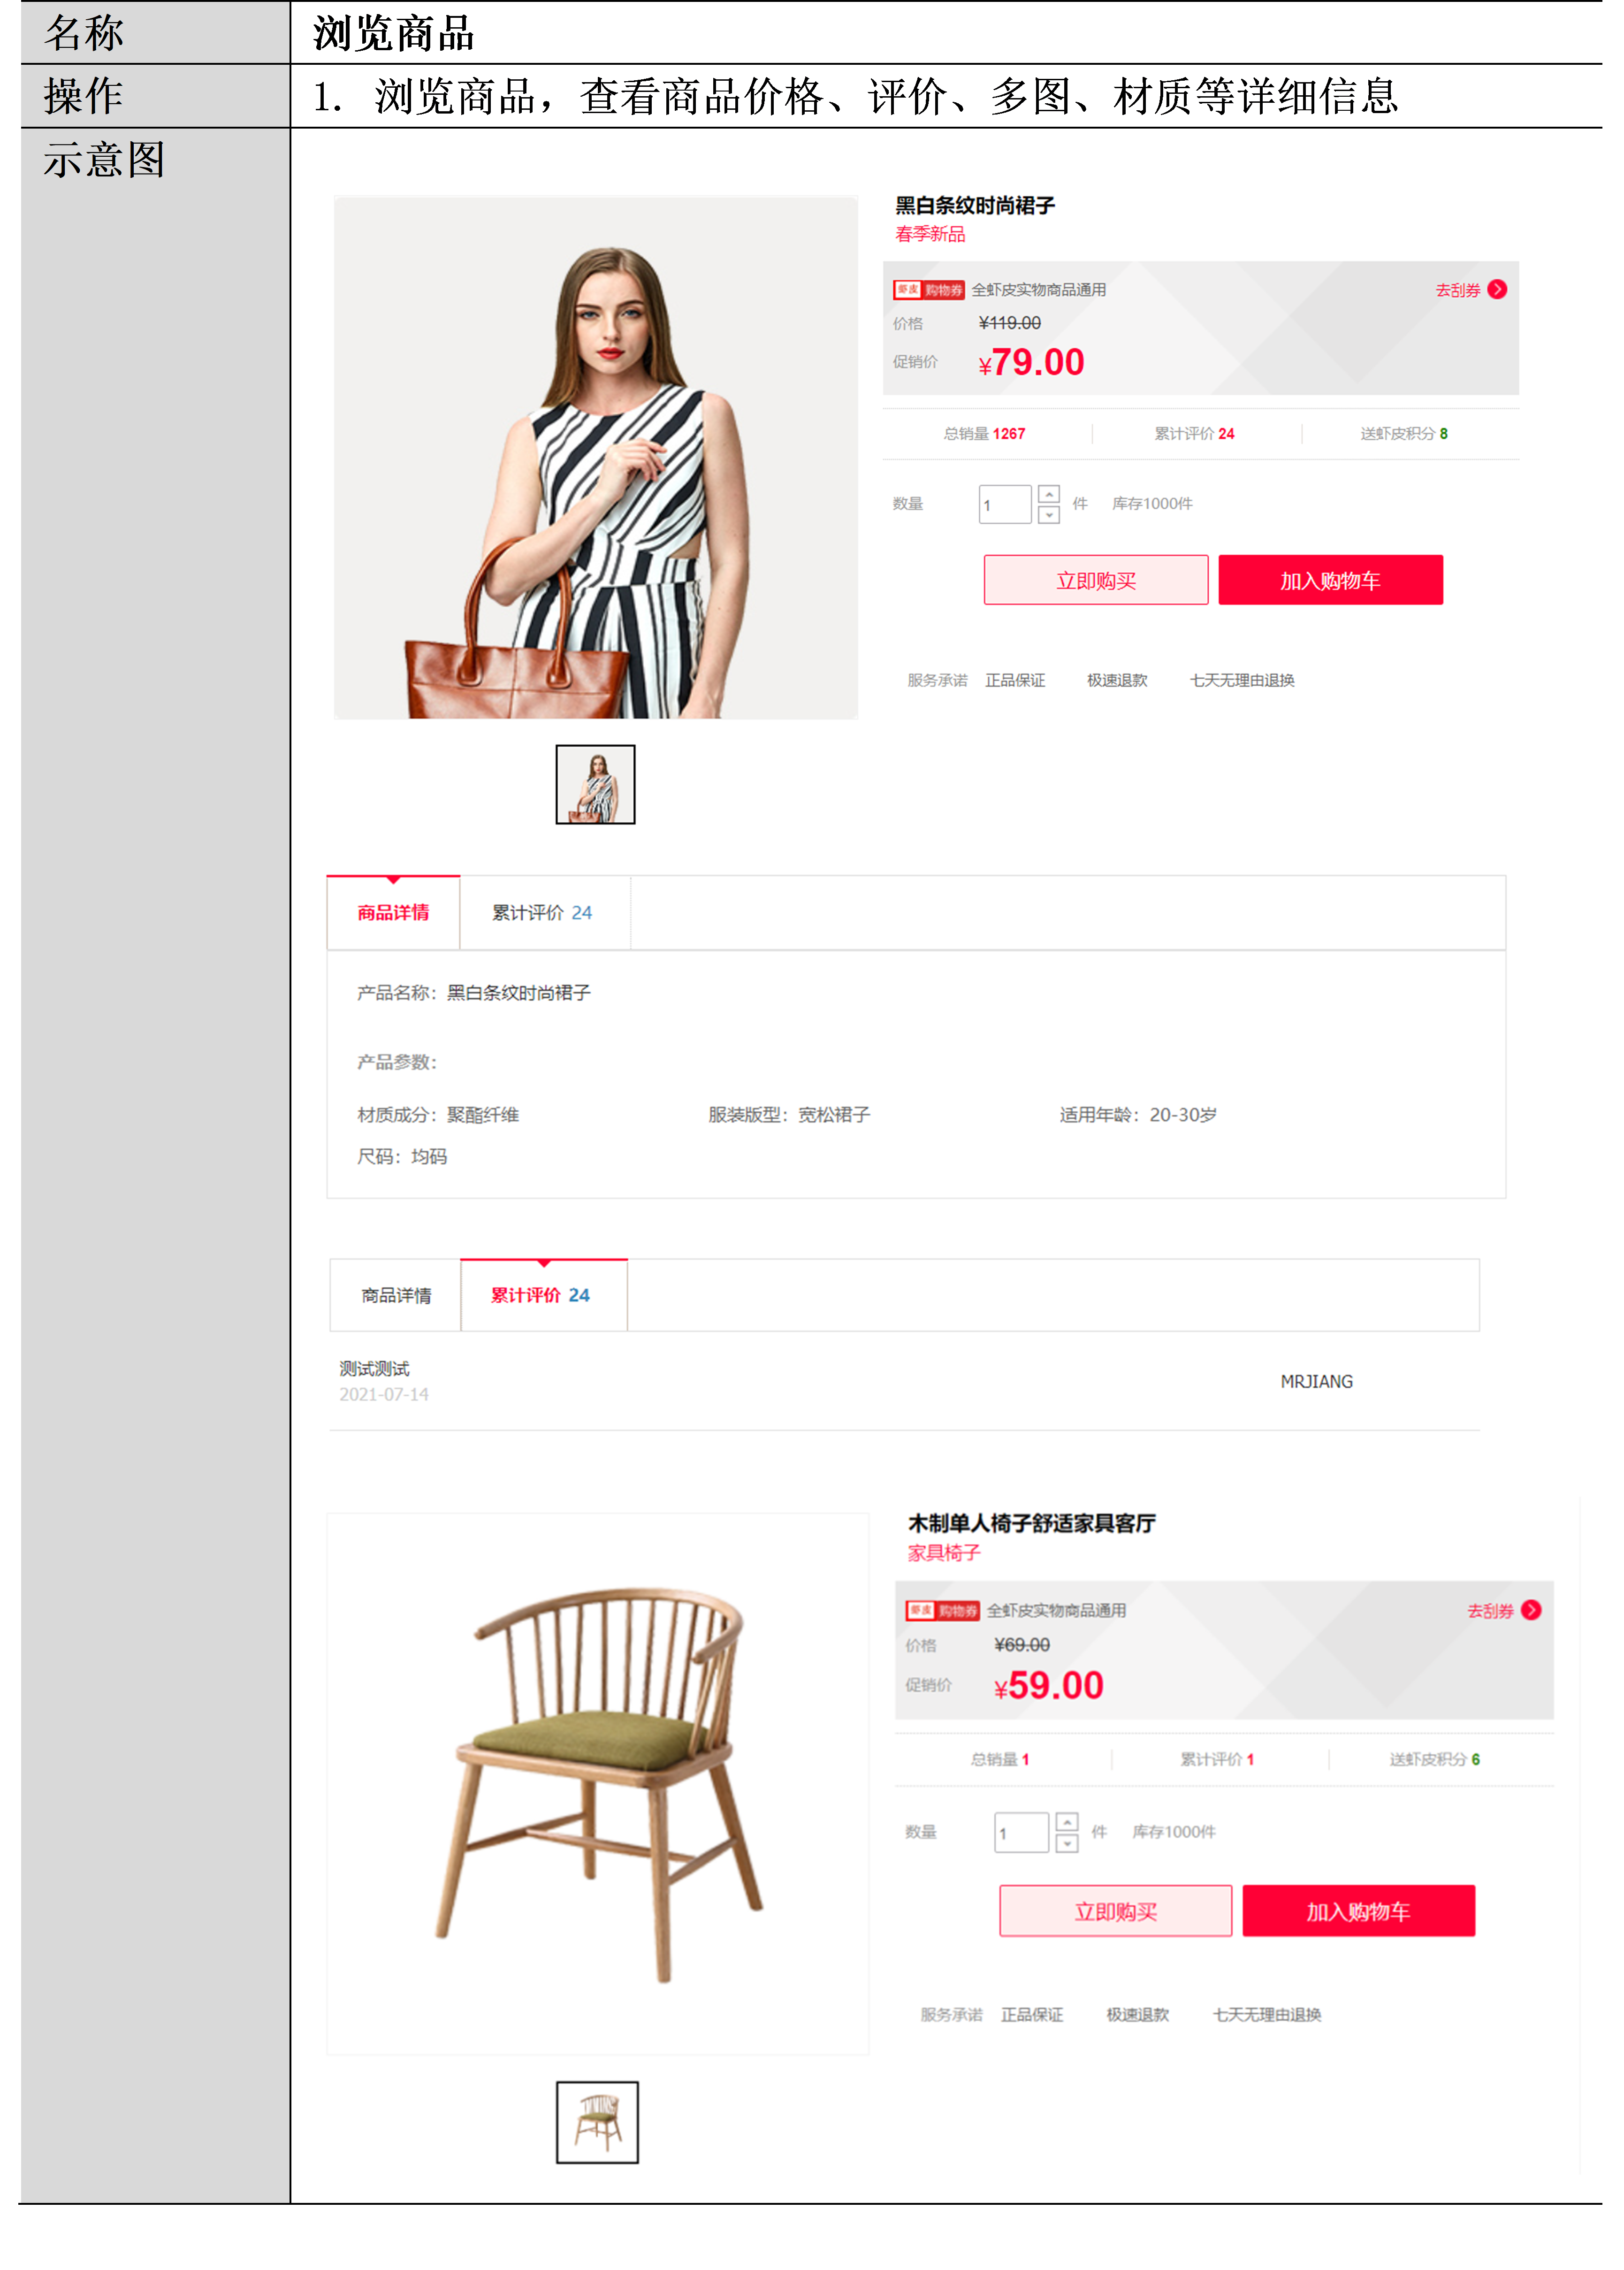 名称 浏览商品
操作 1. 浏览商品，查看商品价格、评价、多图、材质等详细信息
示意图
黑白条纹时尚裙子
春季新品
虾皮 购物券 全虾皮实物商品通用 去刮券
价格 ¥119.00
促销价 ¥79.00
总销量 1267 累计评价 24 送虾皮积分 8
数量 1 件 库存1000件
立即购买 加入购物车
服务承诺 正品保证 极速退款 七天无理由退换
商品详情 累计评价 24
产品名称：黑白条纹时尚裙子
产品参数：
材质成分：聚酯纤维 服装版型：宽松裙子 适用年龄：20-30岁
尺码：均码
商品详情 累计评价 24
测试测试
2021-07-14
MRJIANG
木制单人椅子舒适家具客厅
家具椅子
虾皮 购物券 全虾皮实物商品通用 去刮券
价格 ¥69.00
促销价 ¥59.00
总销量 1 累计评价 1 送虾皮积分 6
数量 1 件 库存1000件
立即购买 加入购物车
服务承诺 正品保证 极速退款 七天无理由退换